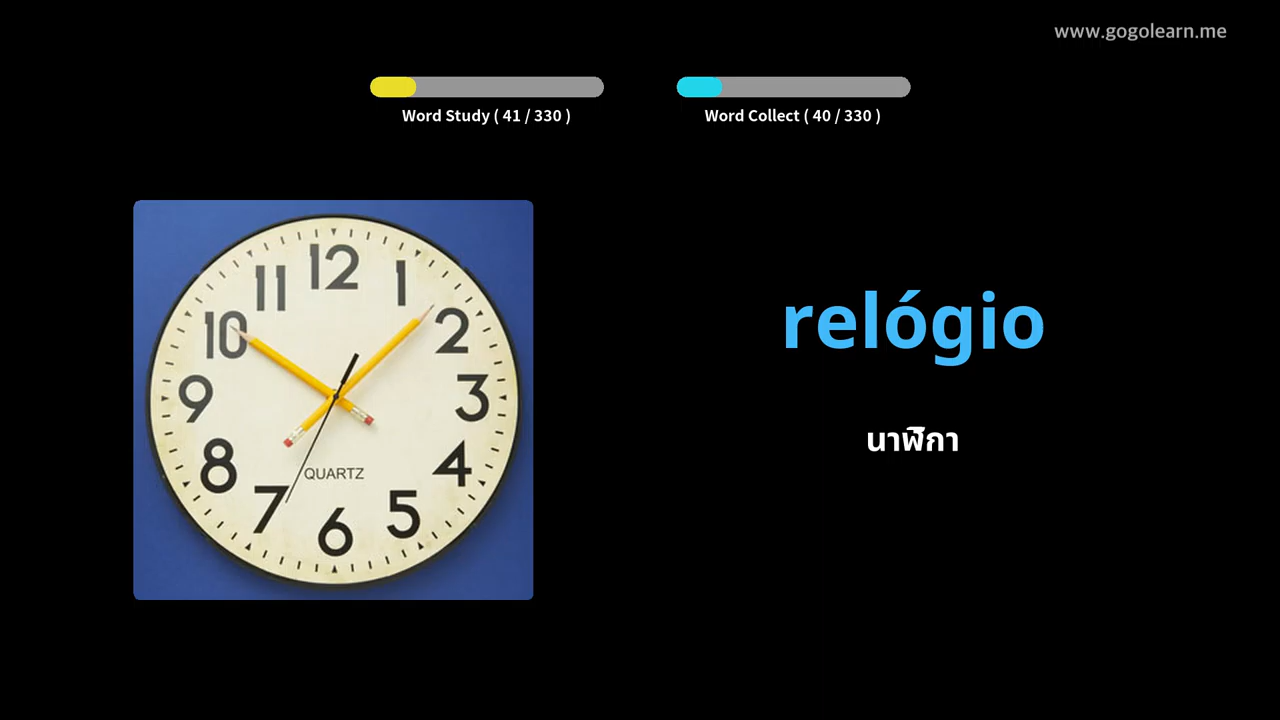 www.gogolearn.me
Word Study ( 41 / 330 )
Word Collect ( 40 / 330 )
12
11
1
10
2
9
3
8
4
7
5
6
QUARTZ
relógio
นาฬิกา